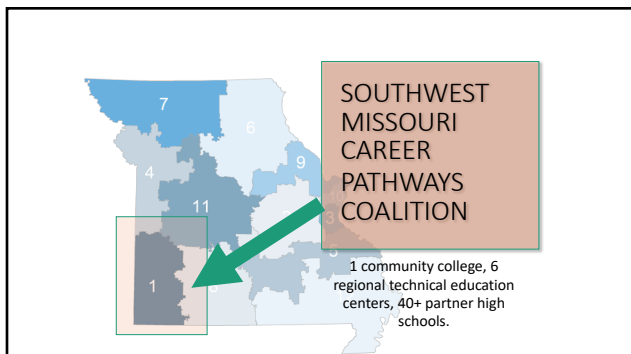 SOUTHWEST
MISSOURI
CAREER
PATHWAYS
COALITION
1 community college, 6
regional technical education
centers, 40+ partner high
schools.
7
6
4
9
11
3
5
1